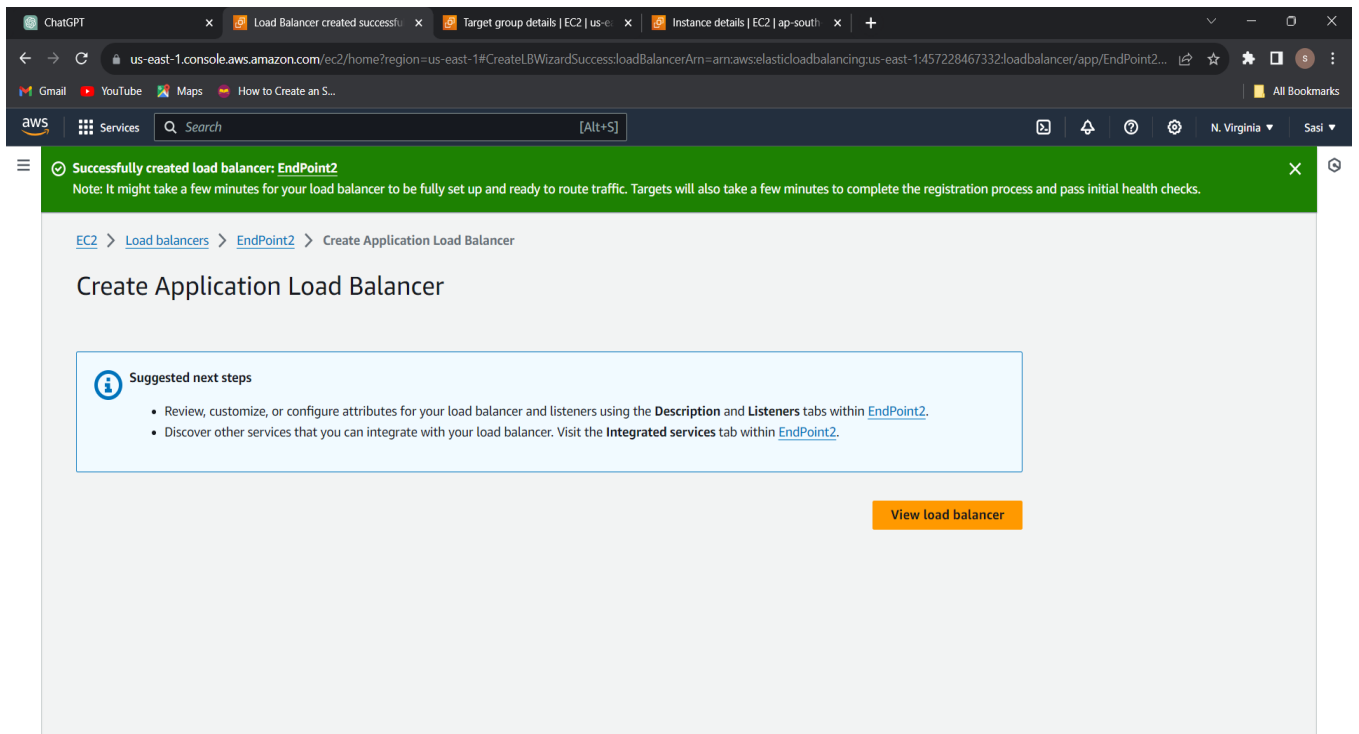 ChatGPT
Load Balancer created successfu
Target group details | EC2 | us-ea
Instance details | EC2 | ap-south
us-east-1.console.aws.amazon.com/ec2/home?region=us-east-1#CreateLBWizardSuccess:loadBalancerArn=arn:aws:elasticloadbalancing:us-east-1:457228467332:loadbalancer/app/EndPoint2...
S
Gmail
YouTube
Maps
How to Create an S...
All Bookmarks
aws
Services
Search
[Alt+S]
N. Virginia
Sasi
Successfully created load balancer: EndPoint2
Note: It might take a few minutes for your load balancer to be fully set up and ready to route traffic. Targets will also take a few minutes to complete the registration process and pass initial health checks.
EC2 > Load balancers > EndPoint2 > Create Application Load Balancer
Create Application Load Balancer
Suggested next steps
• Review, customize, or configure attributes for your load balancer and listeners using the Description and Listeners tabs within EndPoint2.
• Discover other services that you can integrate with your load balancer. Visit the Integrated services tab within EndPoint2.
View load balancer